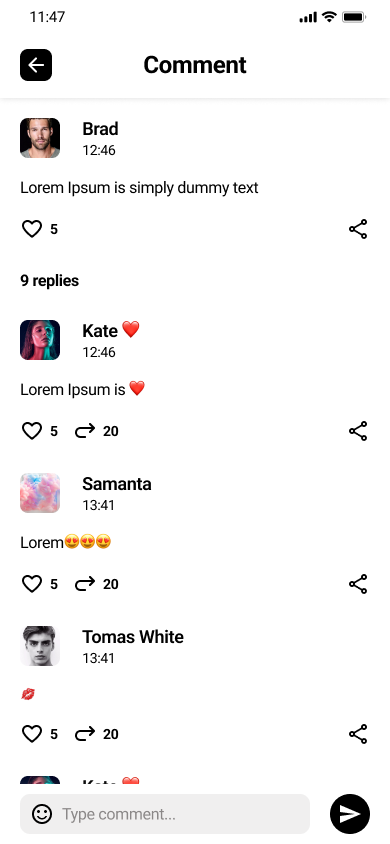 11:47
Comment
Brad
12:46
Lorem Ipsum is simply dummy text
5
9 replies
Kate ❤️
12:46
Lorem Ipsum is ❤️
5 20
Samanta
13:41
Lorem😍😍😍
5 20
Tomas White
13:41
💋
5 20
Kate ❤️
Type comment...